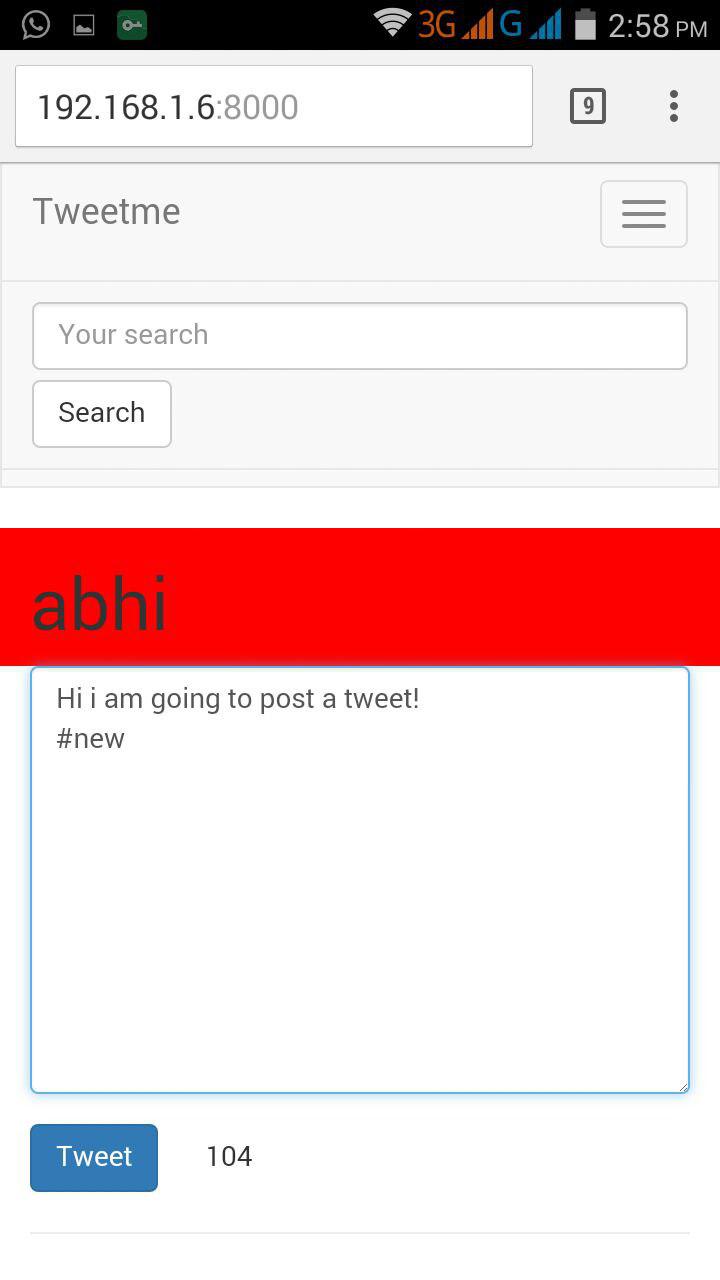 3G G 2:58 PM
192.168.1.6:8000 9
Tweetme
Your search
Search
abhi
Hi i am going to post a tweet!
#new
Tweet 104